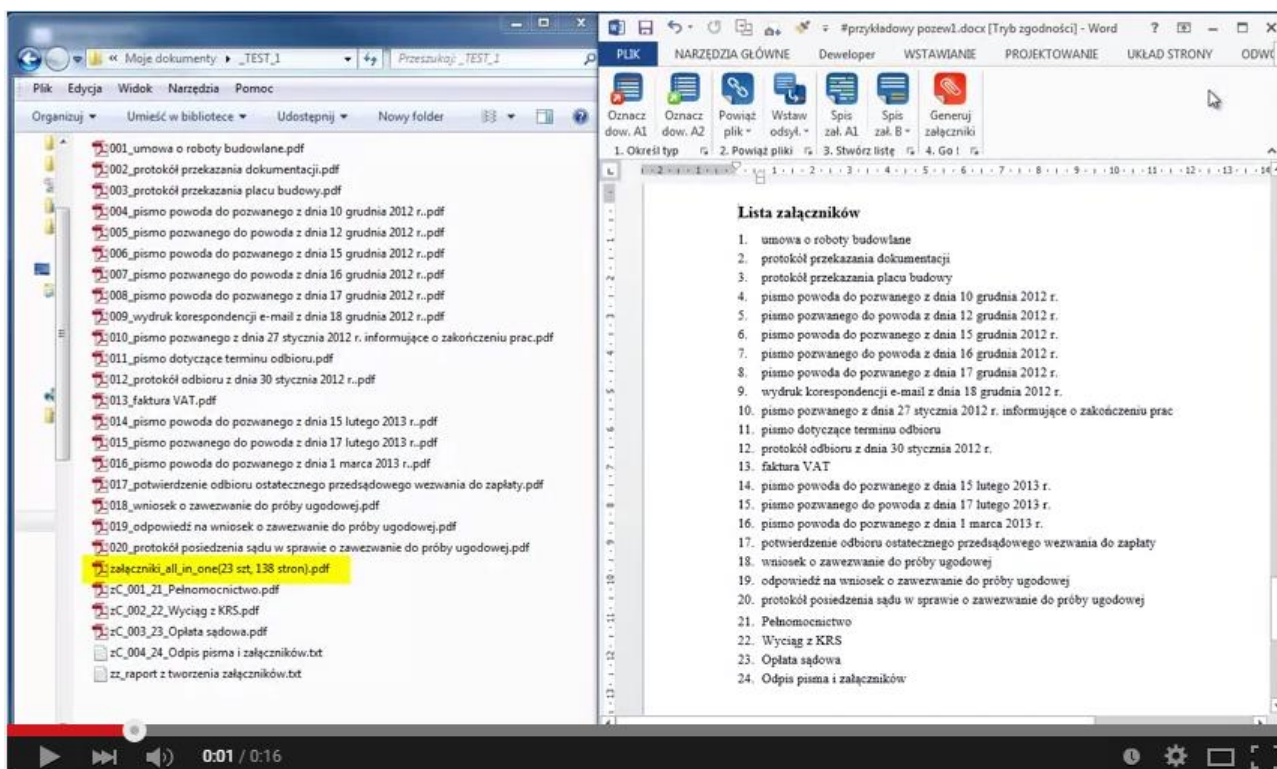 « Moje dokumenty ▸ _TEST_1
Przeszukaj: _TEST_1
Plik Edycja Widok Narzędzia Pomoc
Organizuj Umieść w bibliotece Udostępnij Nowy folder
001_umowa o roboty budowlane.pdf
002_protokół przekazania dokumentacji.pdf
003_protokół przekazania placu budowy.pdf
004_pismo powoda do pozwanego z dnia 10 grudnia 2012 r..pdf
005_pismo pozwanego do powoda z dnia 12 grudnia 2012 r..pdf
006_pismo powoda do pozwanego z dnia 15 grudnia 2012 r..pdf
007_pismo pozwanego do powoda z dnia 16 grudnia 2012 r..pdf
008_pismo powoda do pozwanego z dnia 17 grudnia 2012 r..pdf
009_wydruk korespondencji e-mail z dnia 18 grudnia 2012 r..pdf
010_pismo pozwanego z dnia 27 stycznia 2012 r. informujące o zakończeniu prac.pdf
011_pismo dotyczące terminu odbioru.pdf
012_protokół odbioru z dnia 30 stycznia 2012 r..pdf
013_faktura VAT.pdf
014_pismo powoda do pozwanego z dnia 15 lutego 2013 r..pdf
015_pismo pozwanego do powoda z dnia 17 lutego 2013 r..pdf
016_pismo powoda do pozwanego z dnia 1 marca 2013 r..pdf
017_potwierdzenie odbioru ostatecznego przedsądowego wezwania do zapłaty.pdf
018_wniosek o zawezwanie do próby ugodowej.pdf
019_odpowiedź na wniosek o zawezwanie do próby ugodowej.pdf
020_protokół posiedzenia sądu w sprawie o zawezwanie do próby ugodowej.pdf
załączniki_all_in_one(23 szt, 138 stron).pdf
zC_001_21_Pełnomocnictwo.pdf
zC_002_22_Wyciąg z KRS.pdf
zC_003_23_Opłata sądowa.pdf
zC_004_24_Odpis pisma i załączników.txt
zz_raport z tworzenia załączników.txt
#przykładowy pozew1.docx [Tryb zgodności] - Word
PLIK NARZĘDZIA GŁÓWNE Deweloper WSTAWIANIE PROJEKTOWANIE UKŁAD STRONY ODWO
Oznacz Oznacz Powiąż Wstaw Spis Spis Generuj
dow. A1 dow. A2 plik odsył. zał. A1 zał. B załączniki
1. Określ typ 2. Powiąż pliki 3. Stwórz listę 4. Go !
Lista załączników
1. umowa o roboty budowlane
2. protokół przekazania dokumentacji
3. protokół przekazania placu budowy
4. pismo powoda do pozwanego z dnia 10 grudnia 2012 r.
5. pismo pozwanego do powoda z dnia 12 grudnia 2012 r.
6. pismo powoda do pozwanego z dnia 15 grudnia 2012 r.
7. pismo pozwanego do powoda z dnia 16 grudnia 2012 r.
8. pismo powoda do pozwanego z dnia 17 grudnia 2012 r.
9. wydruk korespondencji e-mail z dnia 18 grudnia 2012 r.
10. pismo pozwanego z dnia 27 stycznia 2012 r. informujące o zakończeniu prac
11. pismo dotyczące terminu odbioru
12. protokół odbioru z dnia 30 stycznia 2012 r.
13. faktura VAT
14. pismo powoda do pozwanego z dnia 15 lutego 2013 r.
15. pismo pozwanego do powoda z dnia 17 lutego 2013 r.
16. pismo powoda do pozwanego z dnia 1 marca 2013 r.
17. potwierdzenie odbioru ostatecznego przedsądowego wezwania do zapłaty
18. wniosek o zawezwanie do próby ugodowej
19. odpowiedź na wniosek o zawezwanie do próby ugodowej
20. protokół posiedzenia sądu w sprawie o zawezwanie do próby ugodowej
21. Pełnomocnictwo
22. Wyciąg z KRS
23. Opłata sądowa
24. Odpis pisma i załączników
0:01 / 0:16